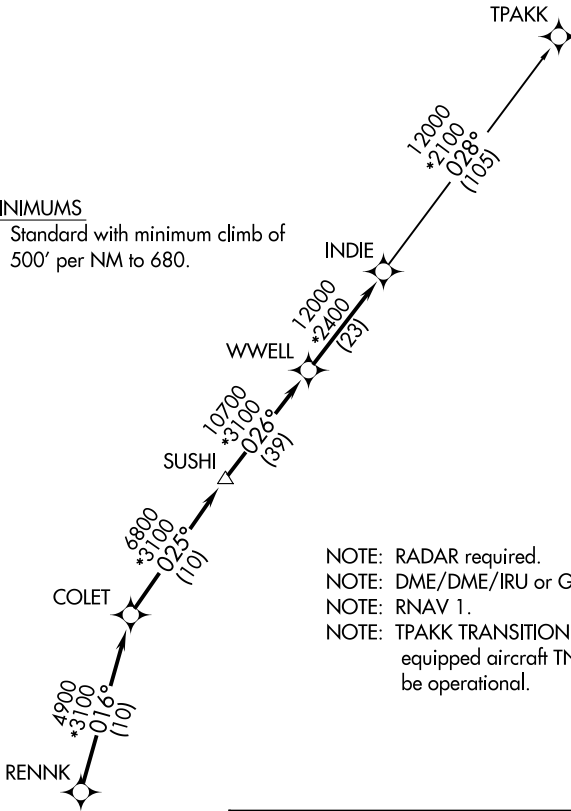 TPAKK
12000
*2100
028°
(105)
INIMUMS
Standard with minimum climb of
500' per NM to 680.
INDIE
12000
*2400
(23)
WWELL
10700
*3100
026°
(39)
SUSHI
6800
*3100
025°
(10)
NOTE: RADAR required.
NOTE: DME/DME/IRU or G
NOTE: RNAV 1.
NOTE: TPAKK TRANSITION
equipped aircraft TN
be operational.
COLET
4900
*3100
016°
(10)
RENNK